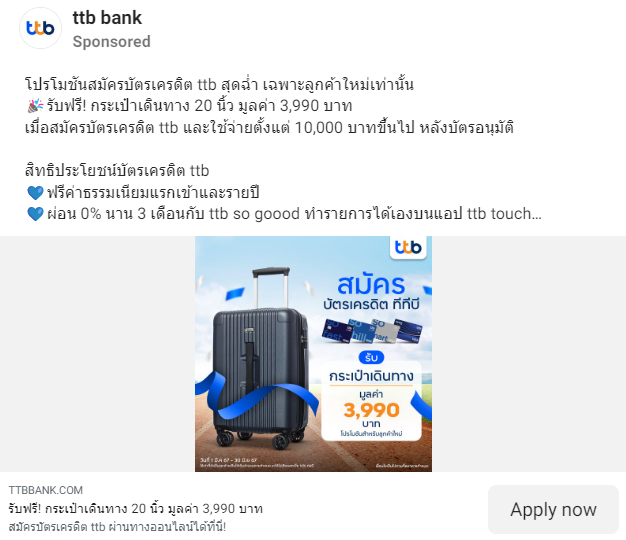 ttb bank
Sponsored
โปรโมชันสมัครบัตรเครดิต ttb สุดฉ่ำ เฉพาะลูกค้าใหม่เท่านั้น
🎉รับฟรี! กระเป๋าเดินทาง 20 นิ้ว มูลค่า 3,990 บาท
เมื่อสมัครบัตรเครดิต ttb และใช้จ่ายตั้งแต่ 10,000 บาทขึ้นไป หลังบัตรอนุมัติ
สิทธิประโยชน์บัตรเครดิต ttb
💙ฟรีค่าธรรมเนียมแรกเข้าและรายปี
💙ผ่อน 0% นาน 3 เดือนกับ ttb so goood ทำรายการได้เองบนแอป ttb touch...
ttb
สมัคร
บัตรเครดิต ทีทีบี
รับ
กระเป๋าเดินทาง
มูลค่า
3,990
บาท
โปรโมชันสำหรับลูกค้าใหม่
วันที่ 1 มี.ค 67 - 30 มิ.ย 67
TTBBANK.COM
รับฟรี! กระเป๋าเดินทาง 20 นิ้ว มูลค่า 3,990 บาท
สมัครบัตรเครดิต ttb ผ่านทางออนไลน์ได้ที่นี่!
Apply now